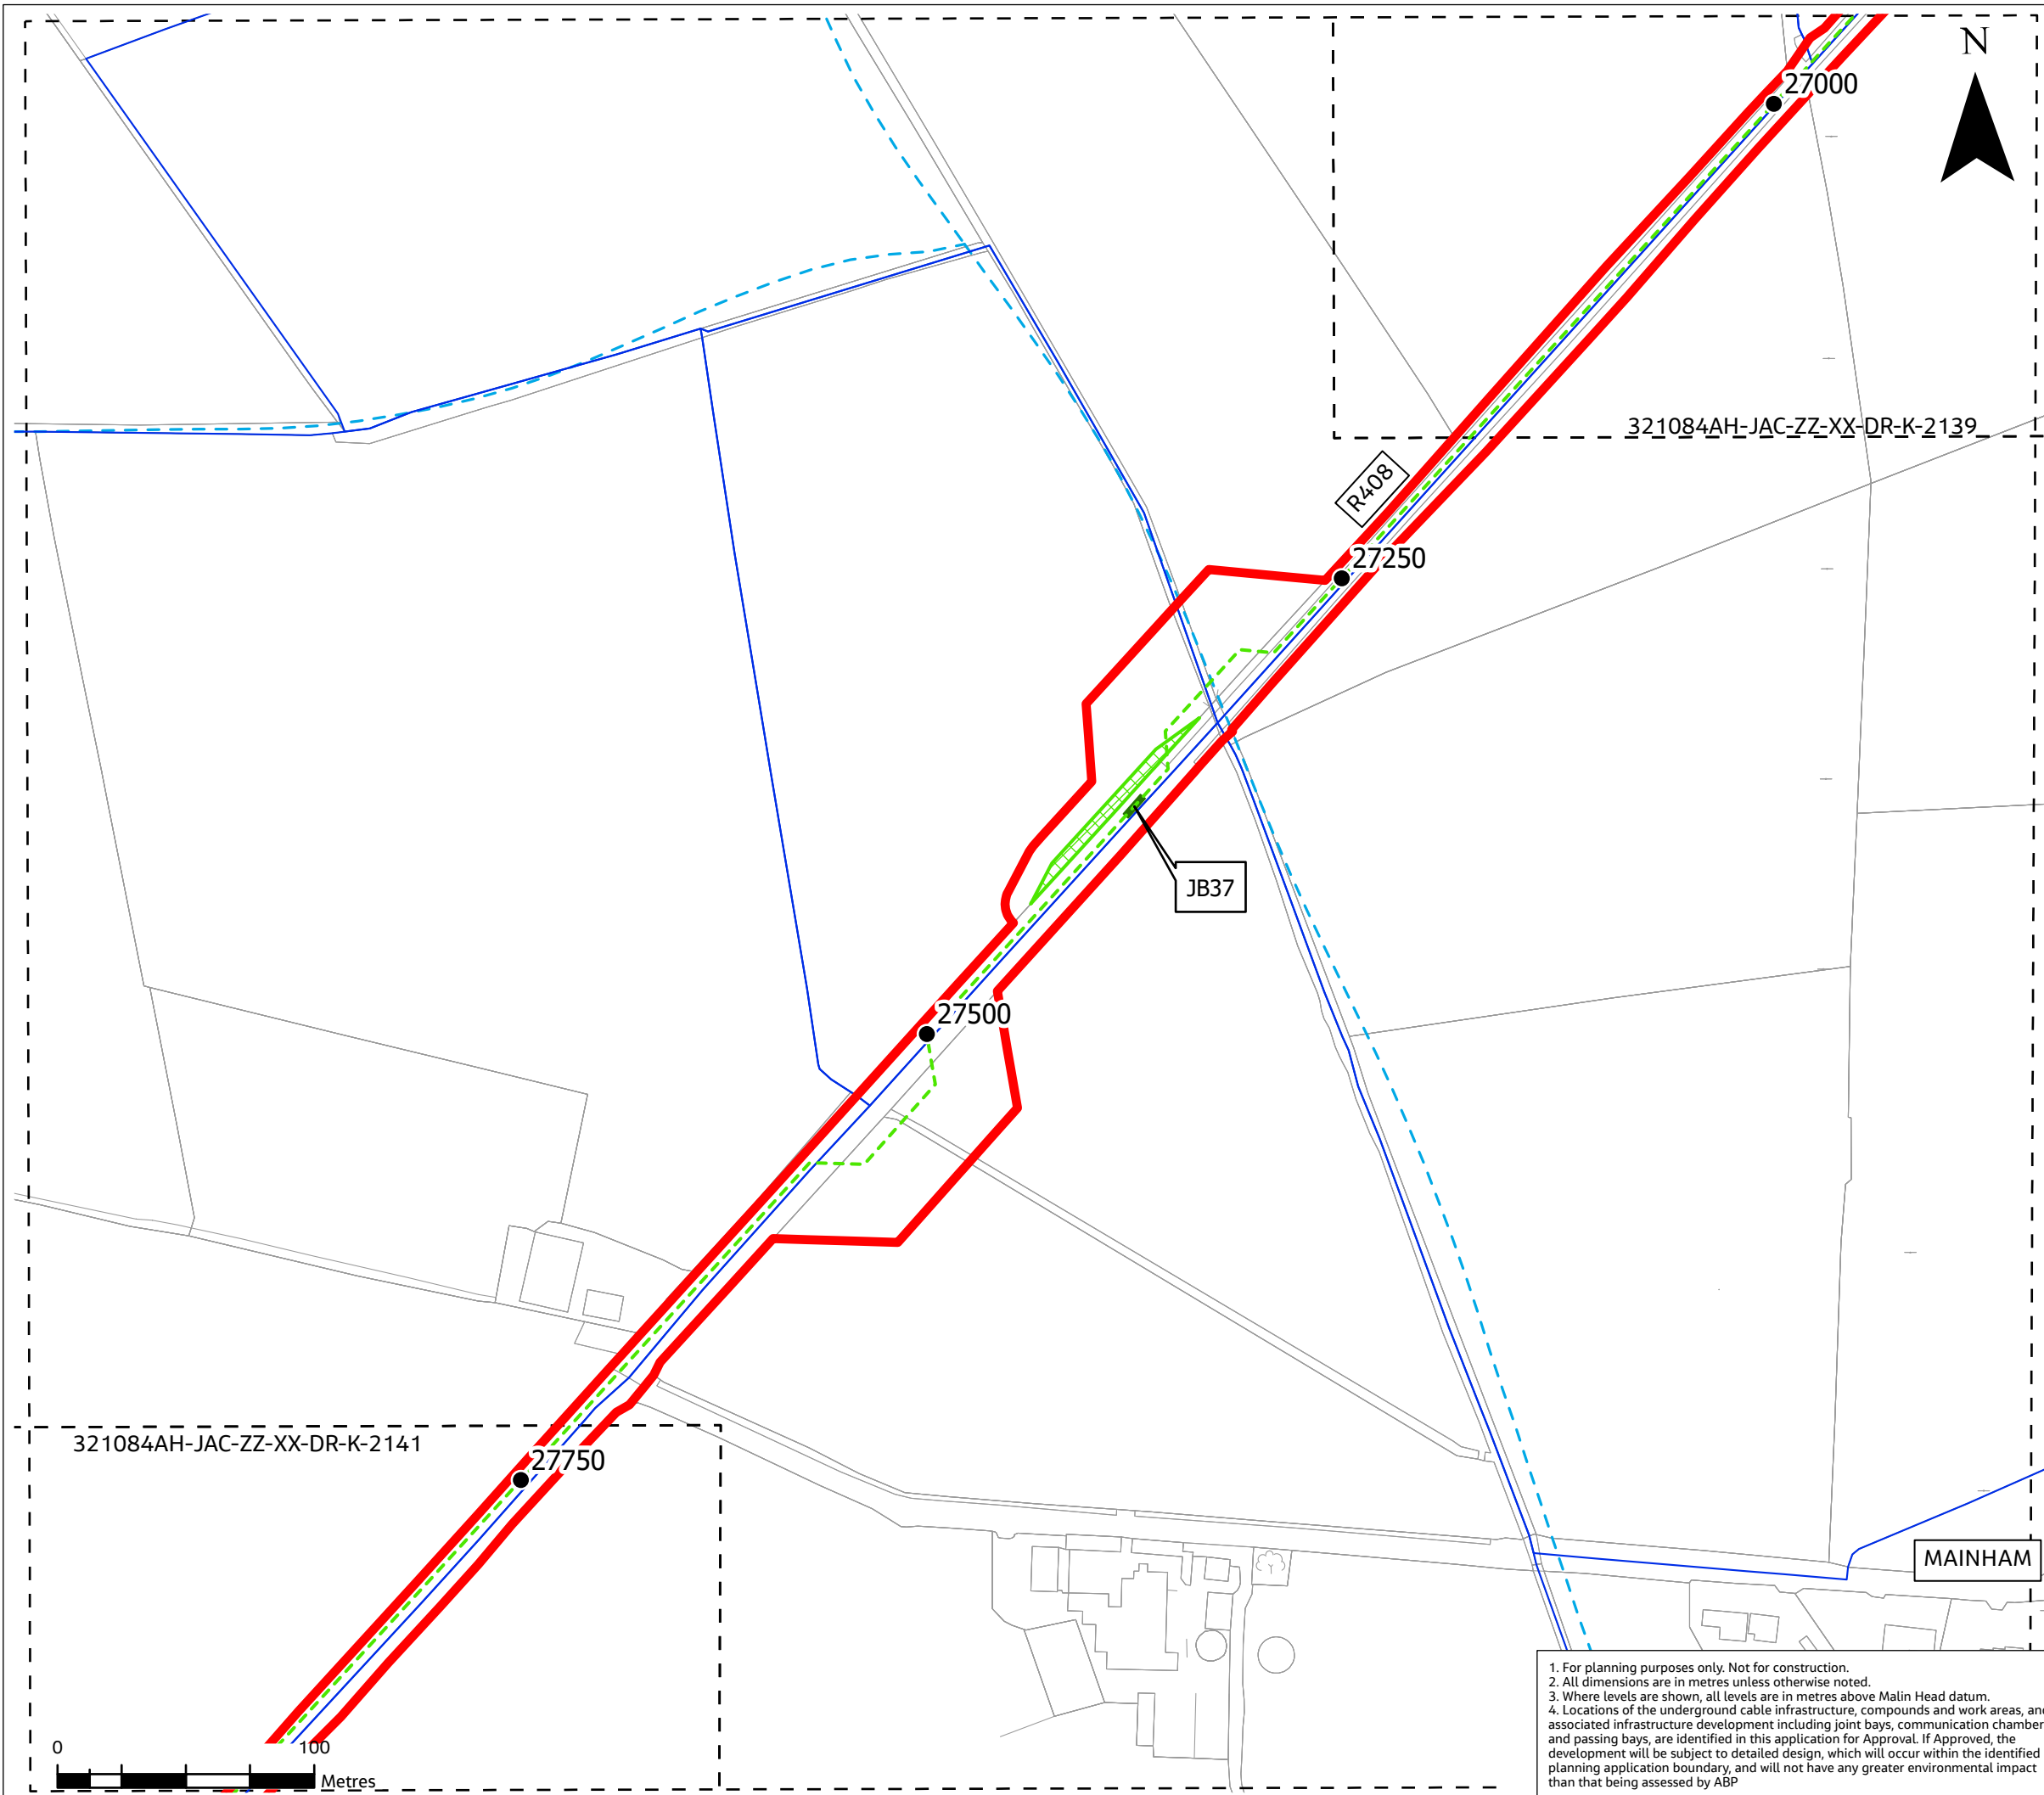 N
27000
321084AH-JAC-ZZ-XX-DR-K-2139
R408
27250
JB37
27500
321084AH-JAC-ZZ-XX-DR-K-2141
27750
MAINHAM
0 100
Metres
1. For planning purposes only. Not for construction.
2. All dimensions are in metres unless otherwise noted.
3. Where levels are shown, all levels are in metres above Malin Head datum.
4. Locations of the underground cable infrastructure, compounds and work areas, and
associated infrastructure development including joint bays, communication chamber
and passing bays, are identified in this application for Approval. If Approved, the
development will be subject to detailed design, which will occur within the identified
planning application boundary, and will not have any greater environmental impact
than that being assessed by ABP